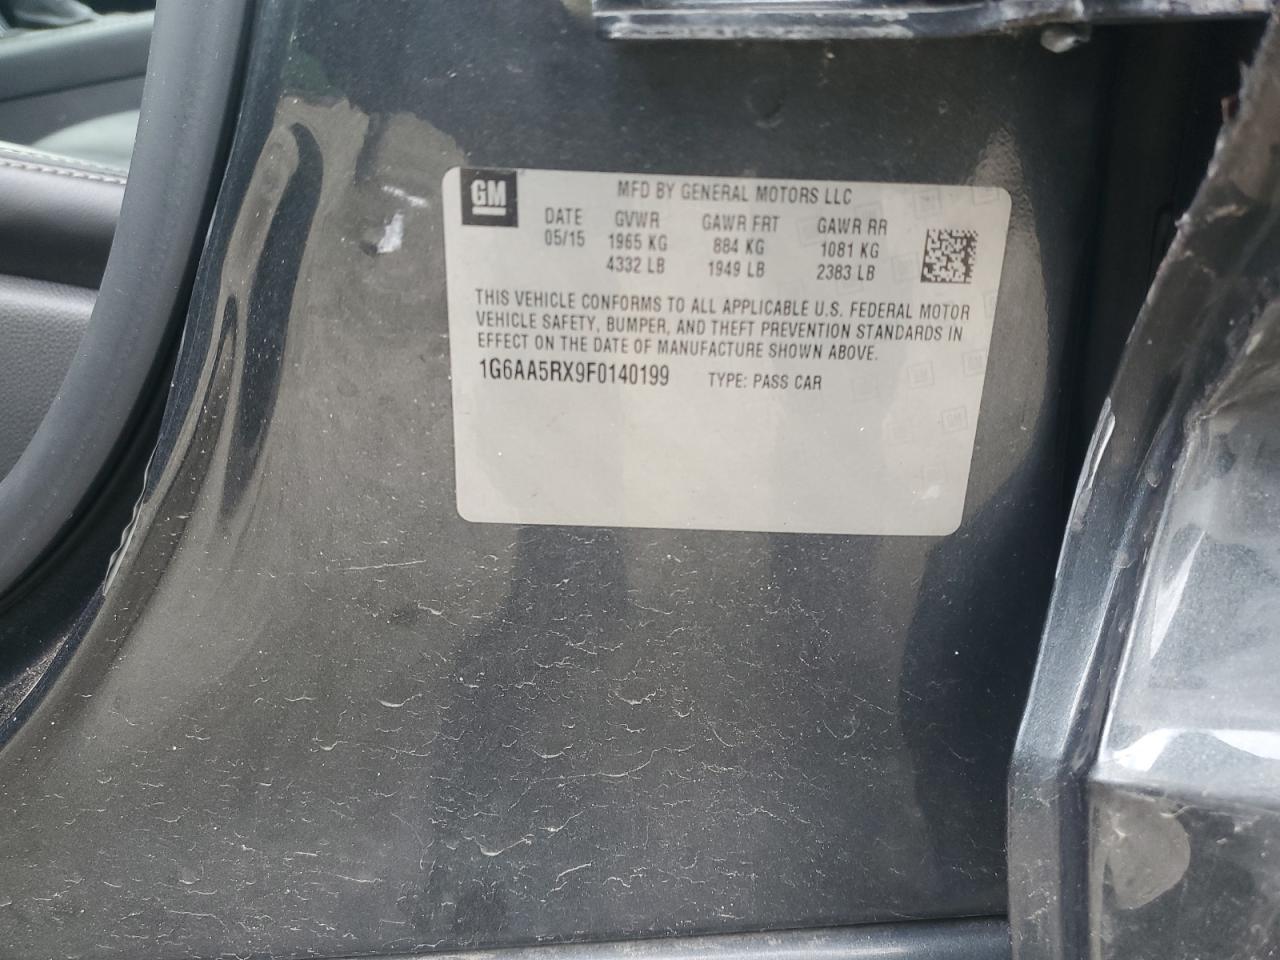 GM
MFD BY GENERAL MOTORS LLC
DATE GVWR GAWR FRT GAWR RR
05/15 1965 KG 884 KG 1081 KG
4332 LB 1949 LB 2383 LB
THIS VEHICLE CONFORMS TO ALL APPLICABLE U.S. FEDERAL MOTOR
VEHICLE SAFETY, BUMPER, AND THEFT PREVENTION STANDARDS IN
EFFECT ON THE DATE OF MANUFACTURE SHOWN ABOVE.
1G6AA5RX9F0140199 TYPE: PASS CAR